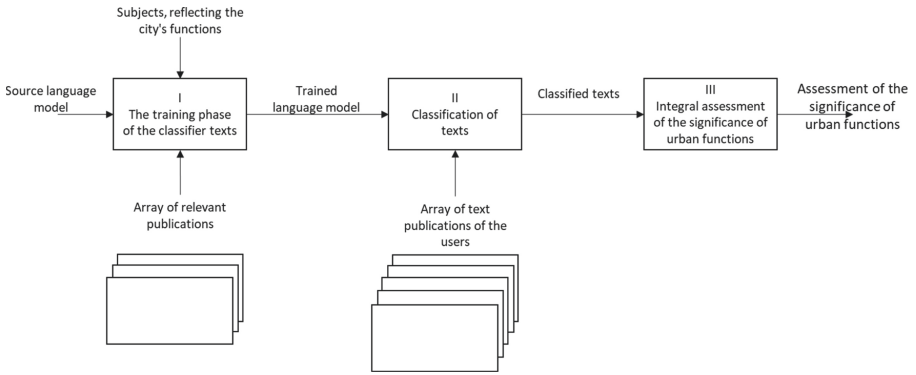 Subjects, reflecting the
city's functions
Source language
model
I
The training phase
of the classifier texts
Trained
language model
II
Classification of
texts
Classified texts
III
Integral assessment
of the significance of
urban functions
Assessment of the
significance of
urban functions
Array of relevant
publications
Array of text
publications of the
users